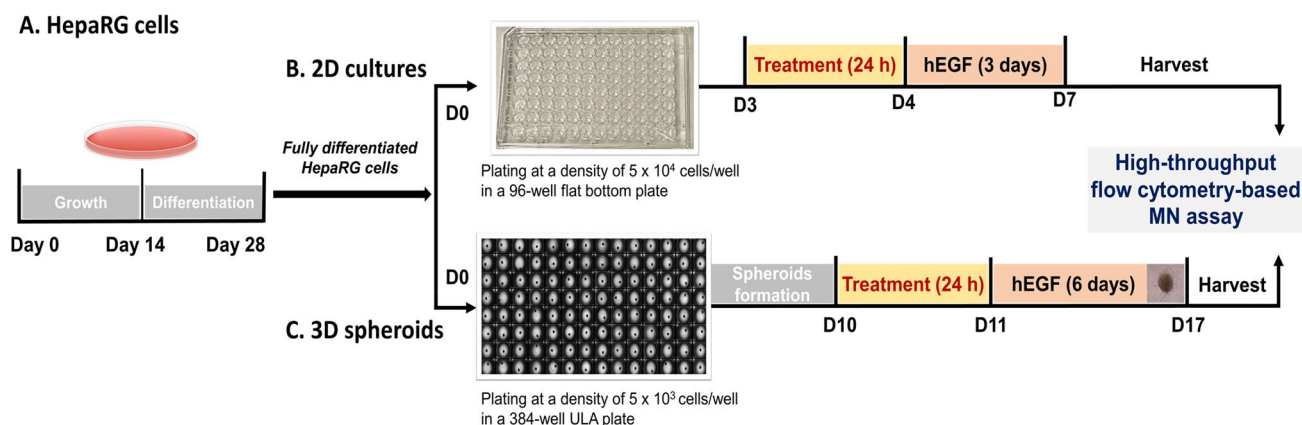 A. HepaRG cells
Growth
Differentiation
Day 0
Day 14
Day 28
Fully differentiated
HepaRG cells
B. 2D cultures
D0
Plating at a density of 5 x 10⁴ cells/well
in a 96-well flat bottom plate
Treatment (24 h)
hEGF (3 days)
Harvest
D3
D4
D7
High-throughput
flow cytometry-based
MN assay
D0
C. 3D spheroids
Plating at a density of 5 x 10³ cells/well
in a 384-well ULA plate
Spheroids
formation
Treatment (24 h)
hEGF (6 days)
Harvest
D10
D11
D17